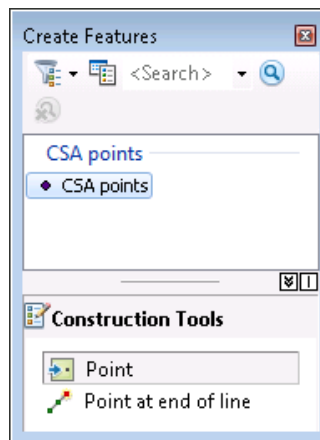 Create Features
<Search>
CSA points
CSA points
Construction Tools
Point
Point at end of line